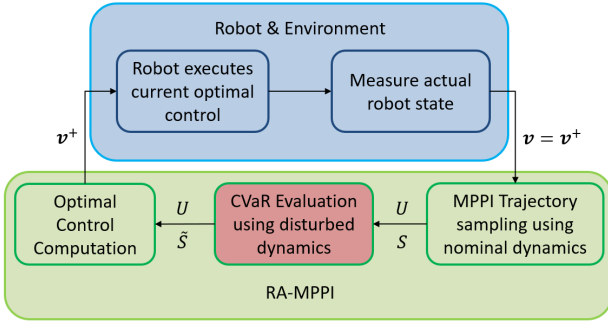 Robot & Environment
Robot executes
current optimal
control
Measure actual
robot state
v⁺
v = v⁺
Optimal
Control
Computation
U
S̃
CVaR Evaluation
using disturbed
dynamics
U
S
MPPI Trajectory
sampling using
nominal dynamics
RA-MPPI